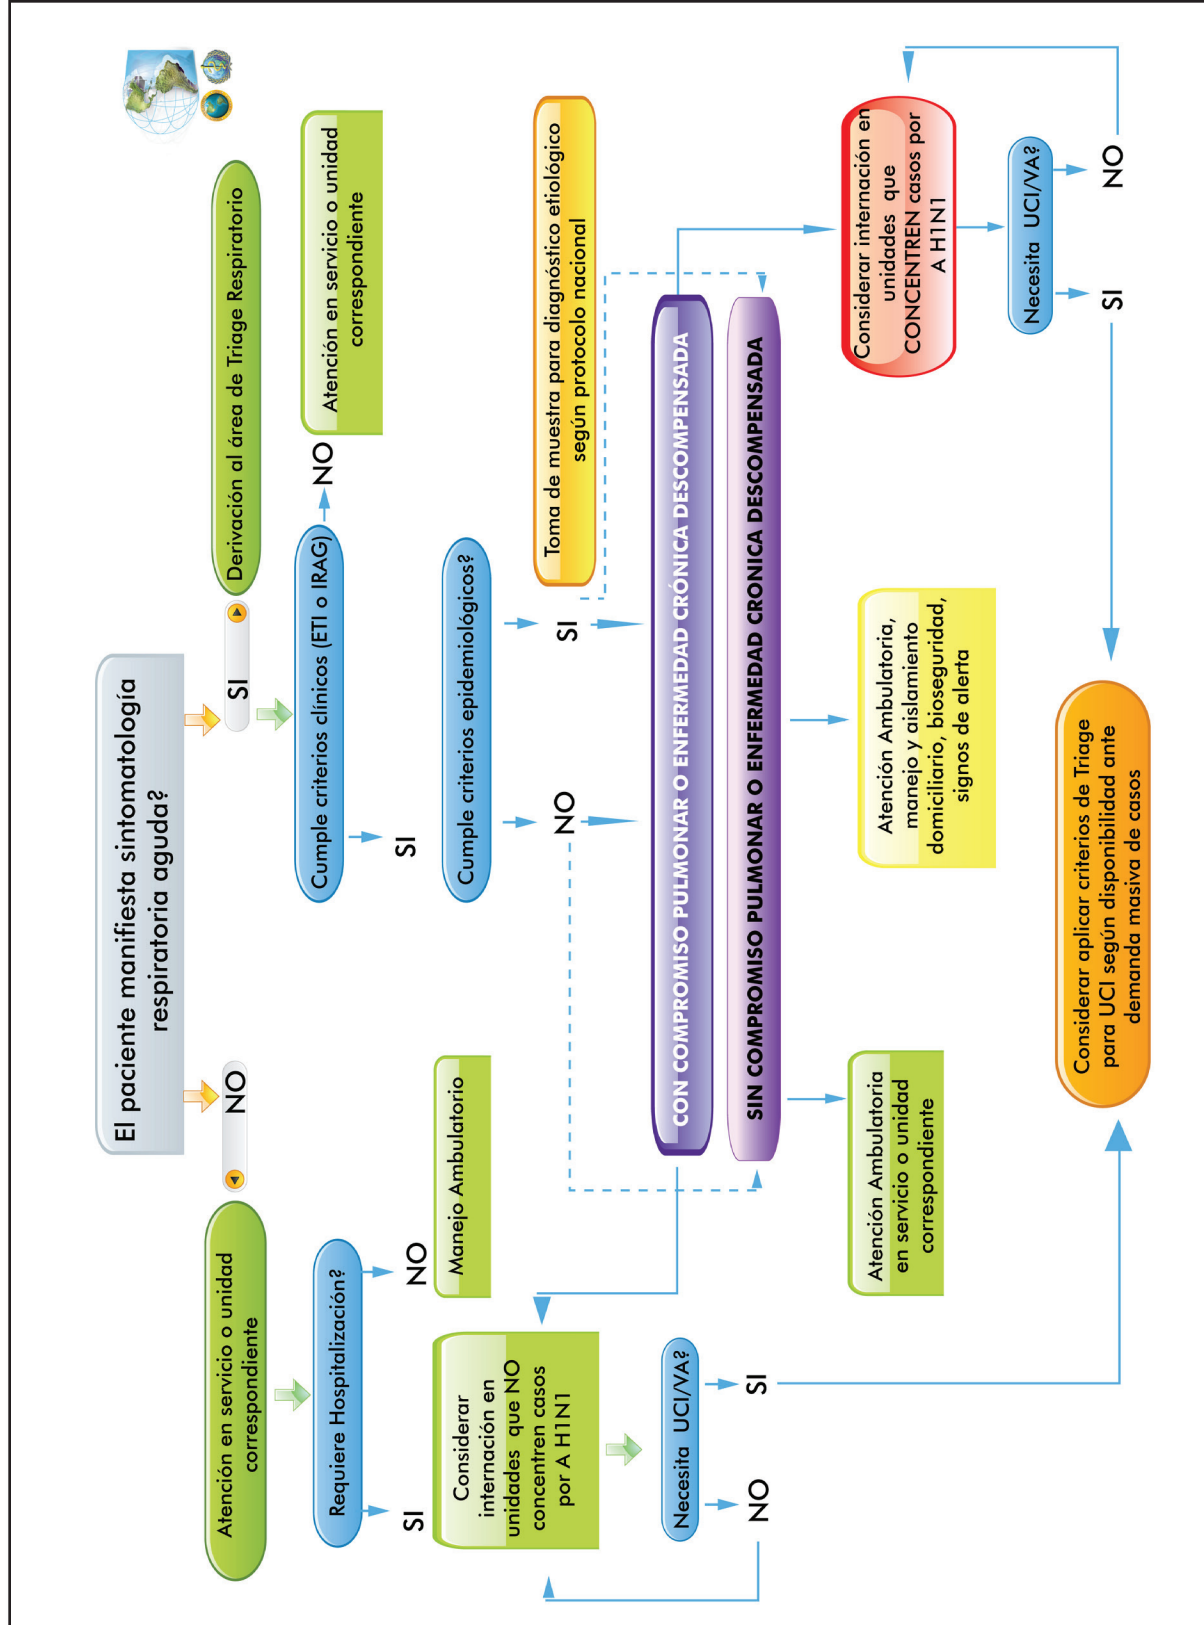 El paciente manifiesta sintomatología
respiratoria aguda?
NO
SI
Atención en servicio o unidad
correspondiente
Derivación al área de Triage Respiratorio
Requiere Hospitalización?
Cumple criterios clínicos (ETI o IRAG)
NO
Atención en servicio o unidad
correspondiente
SI
NO
Manejo Ambulatorio
SI
Cumple criterios epidemiológicos?
Considerar
internación en
unidades que NO
concentren casos
por A H1N1
NO
SI
Toma de muestra para diagnóstico etiológico
según protocolo nacional
CON COMPROMISO PULMONAR O ENFERMEDAD CRÓNICA DESCOMPENSADA
SIN COMPROMISO PULMONAR O ENFERMEDAD CRONICA DESCOMPENSADA
Necesita UCI/VA?
NO
SI
Atención Ambulatoria
en servicio o unidad
correspondiente
Atención Ambulatoria,
manejo y aislamiento
domiciliario, bioseguridad,
signos de alerta
Considerar internación en
unidades que
CONCENTREN casos por
A H1N1
Necesita UCI/VA?
SI
NO
Considerar aplicar criterios de Triage
para UCI según disponibilidad ante
demanda masiva de casos